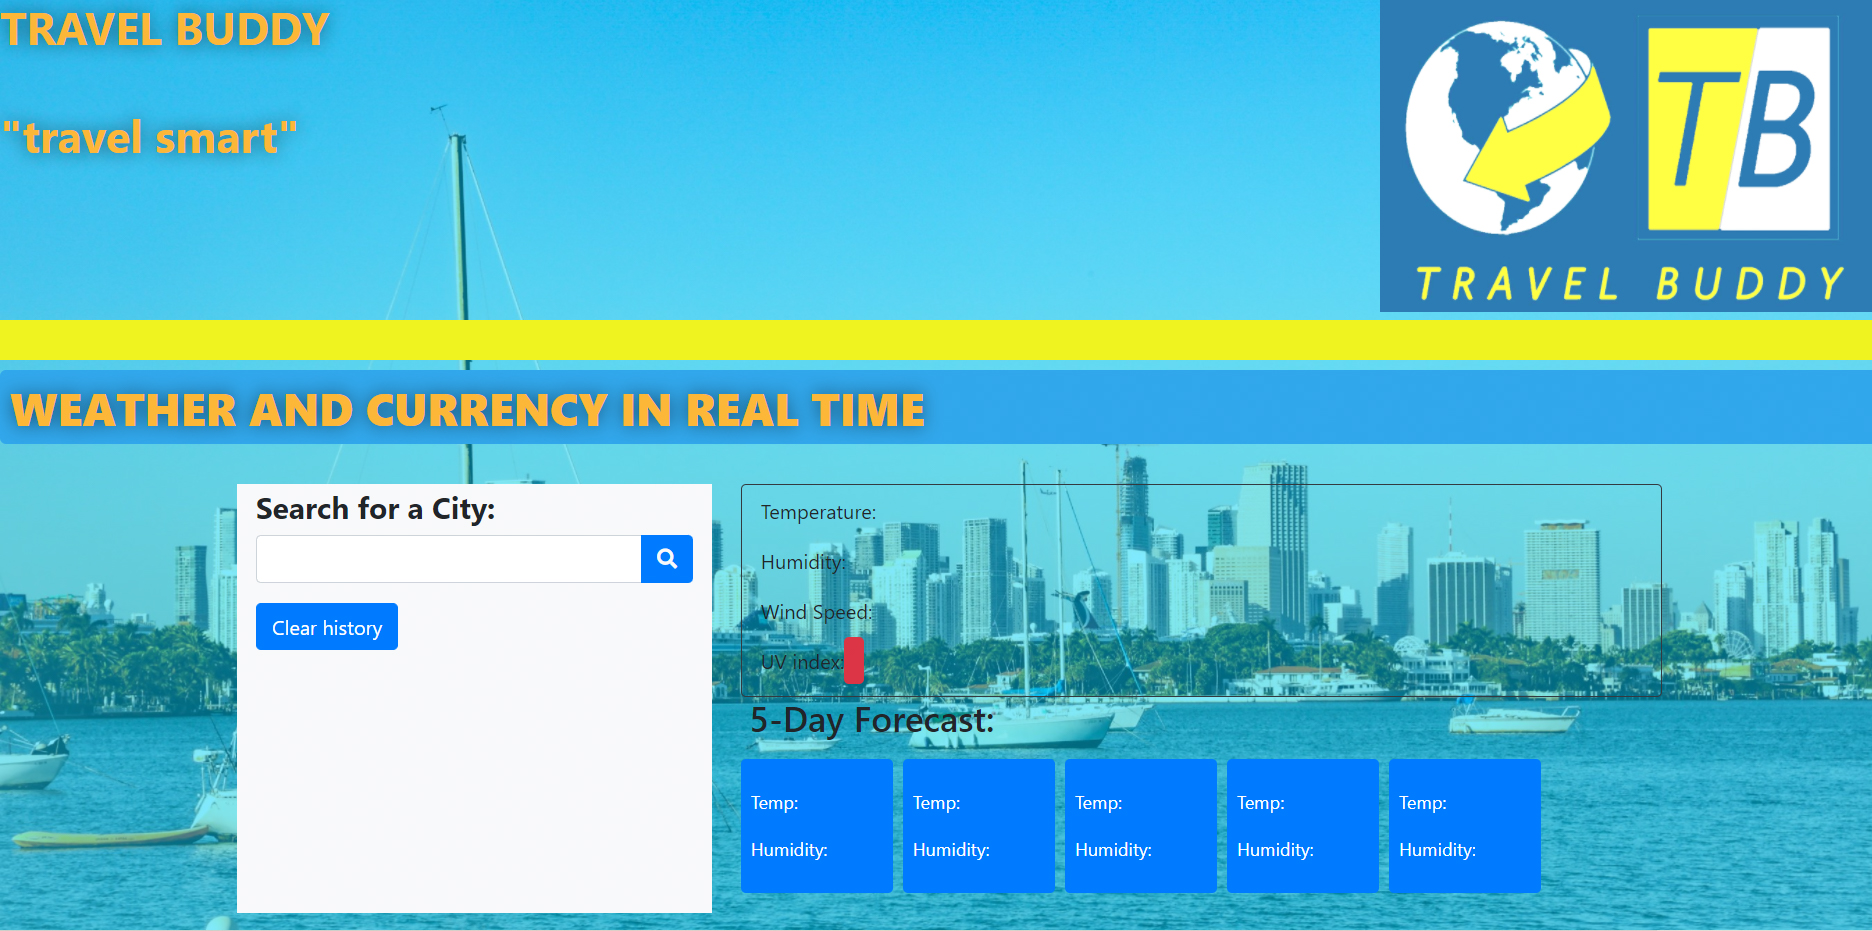 TRAVEL BUDDY
"travel smart"
TB
TRAVEL BUDDY
WEATHER AND CURRENCY IN REAL TIME
Search for a City:
Clear history
Temperature:
Humidity:
Wind Speed:
UV index:
5-Day Forecast:
Temp: Temp: Temp: Temp: Temp:
Humidity: Humidity: Humidity: Humidity: Humidity: